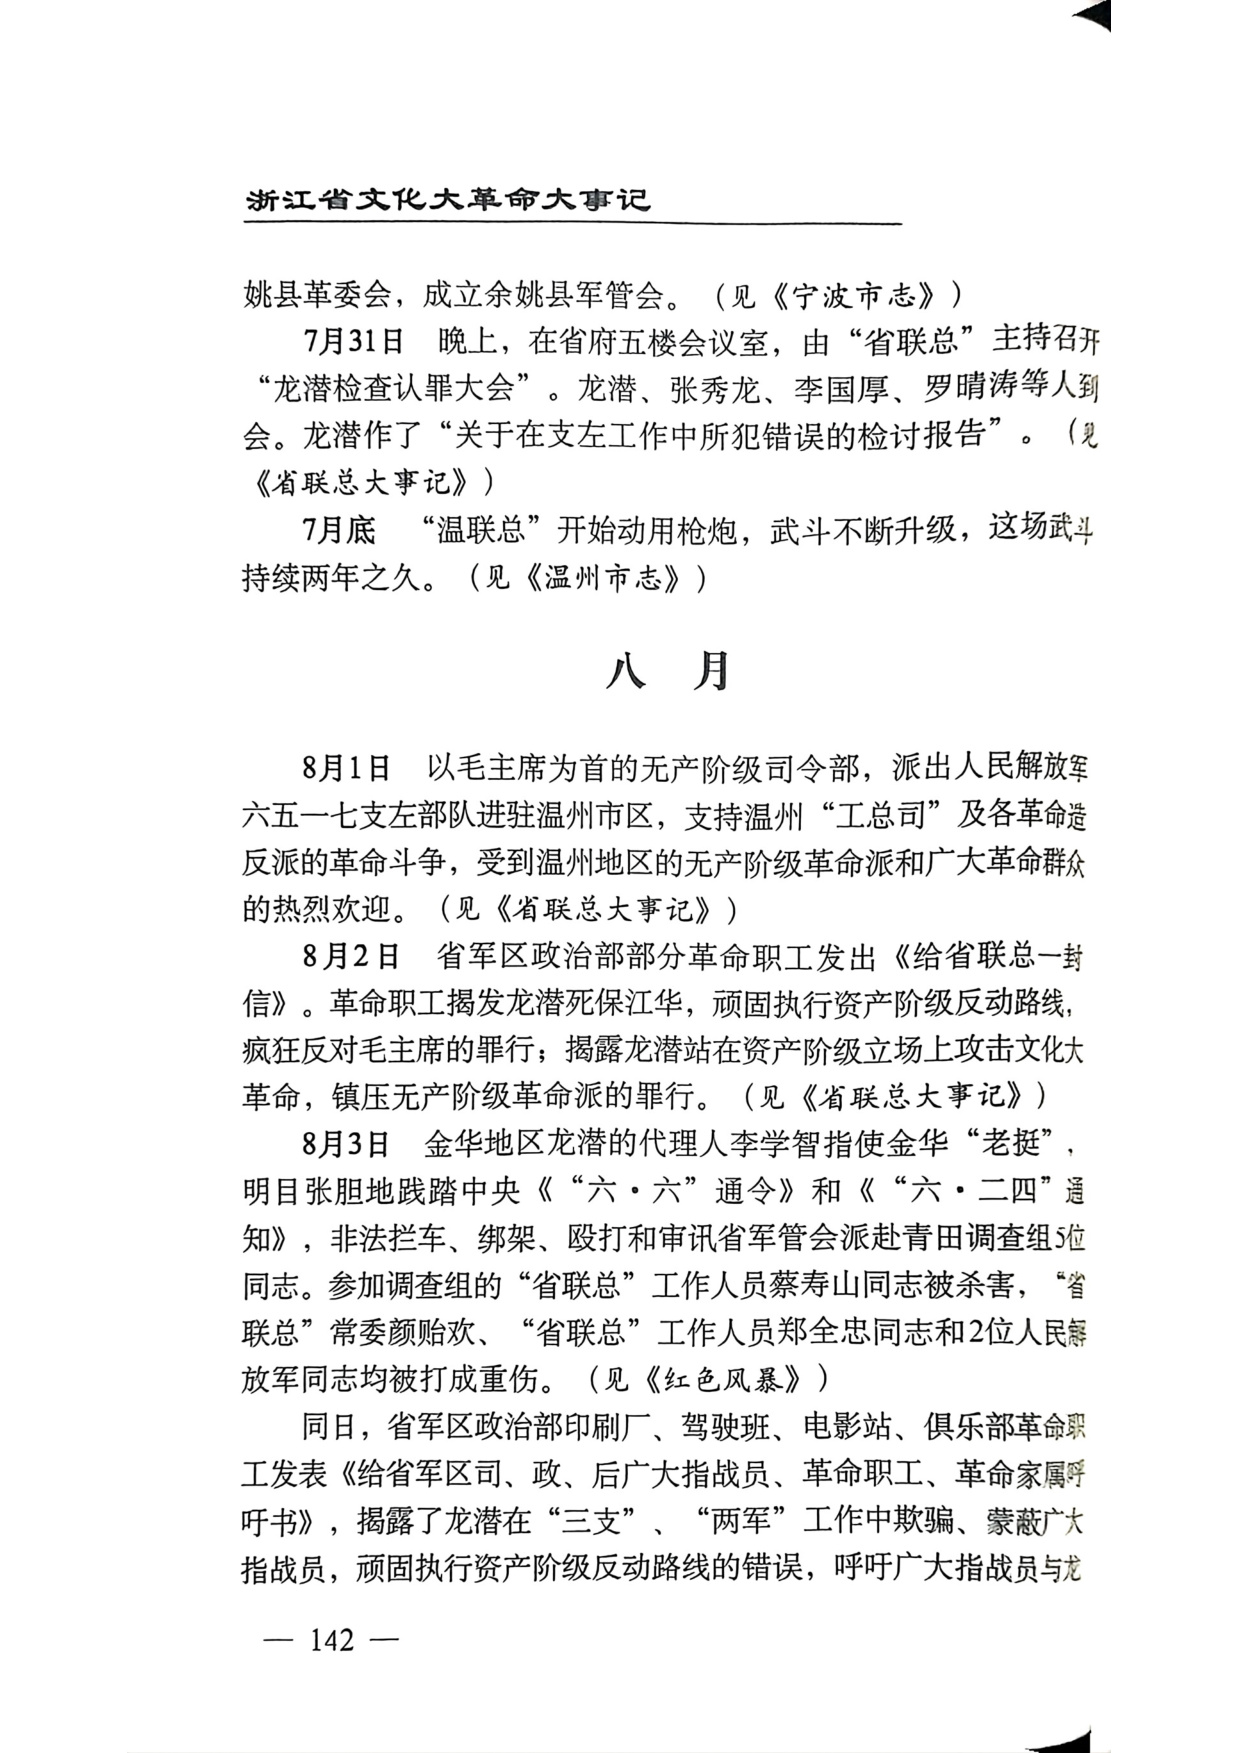 浙江省文化大革命大事记
姚县革委会，成立余姚县军管会。（见《宁波市志》）
7月31日　晚上，在省府五楼会议室，由“省联总”主持召开
“龙潜检查认罪大会”。龙潜、张秀龙、李国厚、罗晴涛等人到
会。龙潜作了“关于在支左工作中所犯错误的检讨报告”。（见
《省联总大事记》）
7月底　“温联总”开始动用枪炮，武斗不断升级，这场武斗
持续两年之久。（见《温州市志》）
八　月
8月1日　以毛主席为首的无产阶级司令部，派出人民解放军
六五一七支左部队进驻温州市区，支持温州“工总司”及各革命造
反派的革命斗争，受到温州地区的无产阶级革命派和广大革命群众
的热烈欢迎。（见《省联总大事记》）
8月2日　省军区政治部部分革命职工发出《给省联总一封
信》。革命职工揭发龙潜死保江华，顽固执行资产阶级反动路线，
疯狂反对毛主席的罪行；揭露龙潜站在资产阶级立场上攻击文化大
革命，镇压无产阶级革命派的罪行。（见《省联总大事记》）
8月3日　金华地区龙潜的代理人李学智指使金华“老挺”，
明目张胆地践踏中央《“六·六”通令》和《“六·二四”通
知》，非法拦车、绑架、殴打和审讯省军管会派赴青田调查组5位
同志。参加调查组的“省联总”工作人员蔡寿山同志被杀害，“省
联总”常委颜贻欢、“省联总”工作人员郑全忠同志和2位人民解
放军同志均被打成重伤。（见《红色风暴》）
同日，省军区政治部印刷厂、驾驶班、电影站、俱乐部革命职
工发表《给省军区司、政、后广大指战员、革命职工、革命家属呼
吁书》，揭露了龙潜在“三支”、“两军”工作中欺骗、蒙蔽广大
指战员，顽固执行资产阶级反动路线的错误，呼吁广大指战员与龙
— 142 —